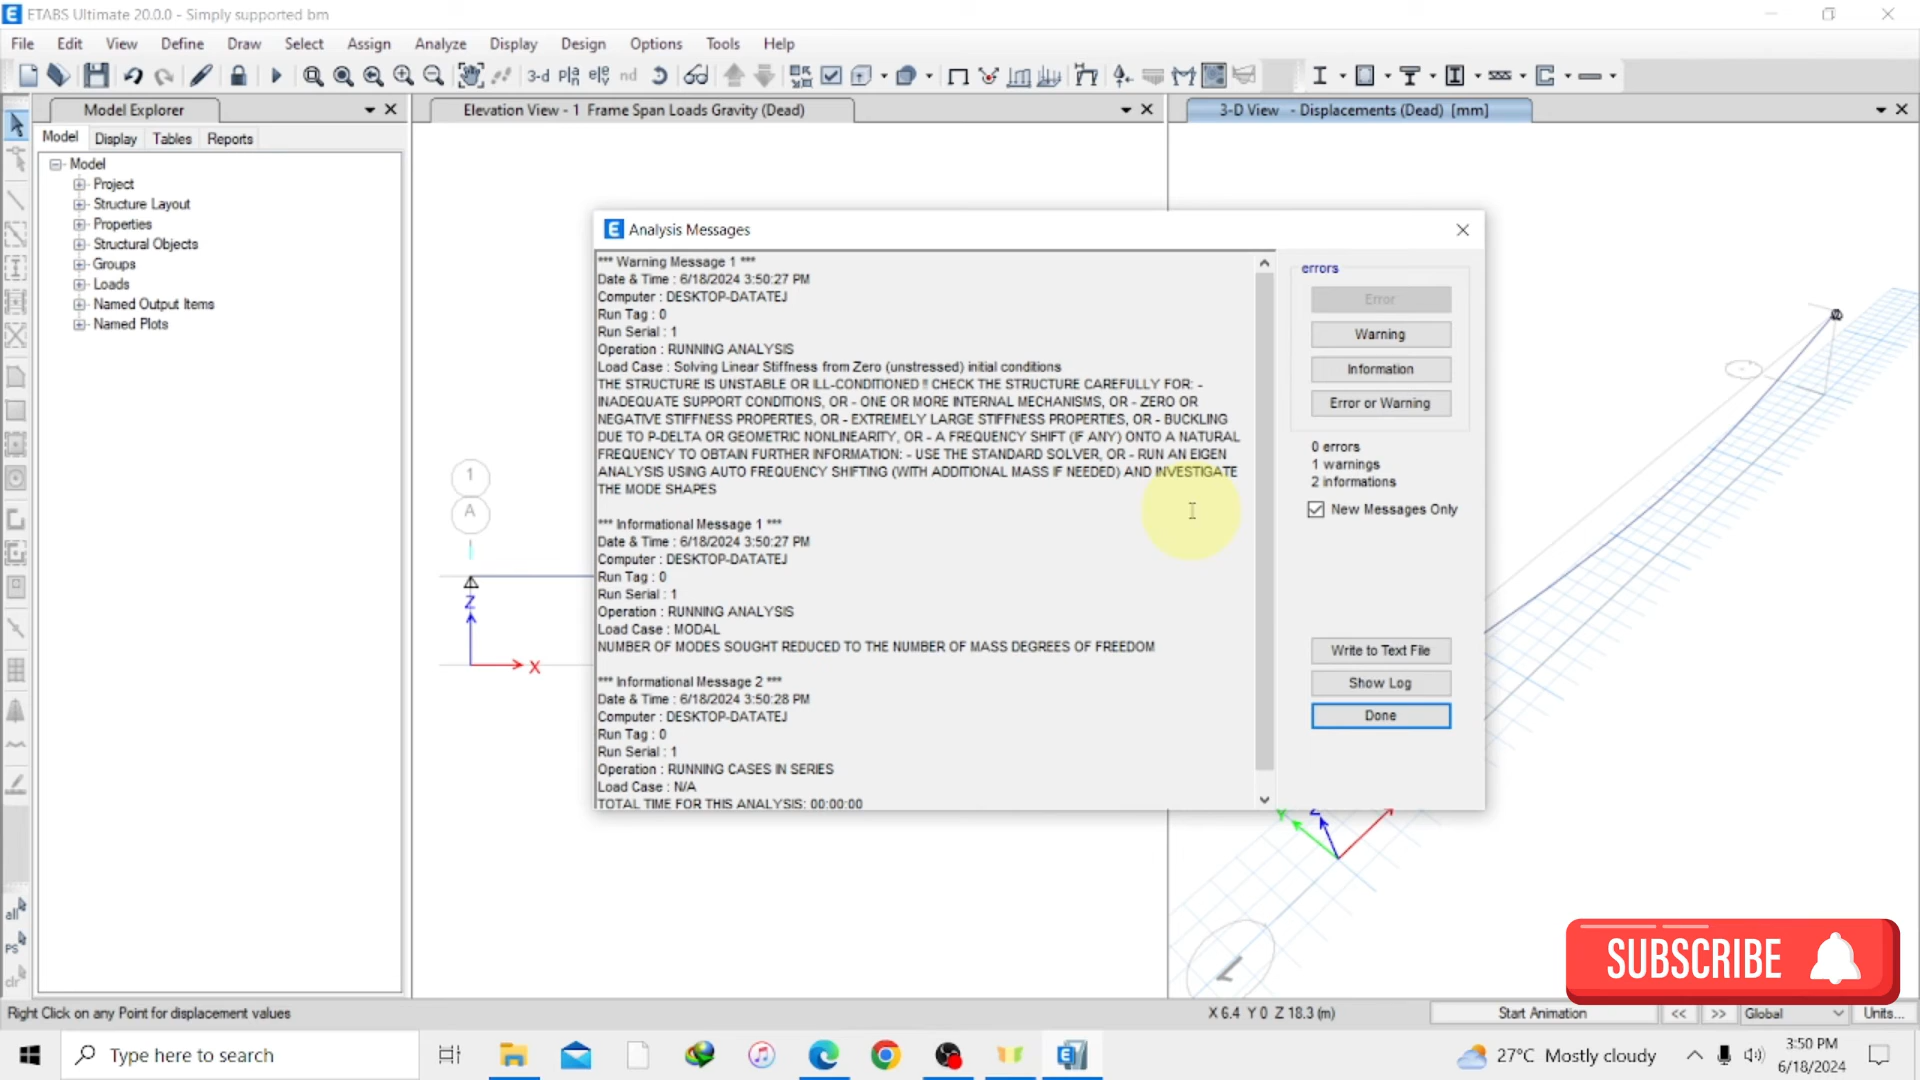 ETABS Ultimate 20.0.0 - Simply supported bm
File Edit View Define Draw Select Assign Analyze Display Design Options Tools Help
3-d
nd
Model Explorer
Elevation View - 1 Frame Span Loads Gravity (Dead)
3-D View - Displacements (Dead) [mm]
Model Display Tables Reports
Model
Project
Structure Layout
Properties
Structural Objects
Groups
Loads
Named Output Items
Named Plots
1
A
Z
X
Analysis Messages
*** Warning Message 1 ***
Date & Time : 6/18/2024 3:50:27 PM
Computer : DESKTOP-DATATEJ
Run Tag : 0
Run Serial : 1
Operation : RUNNING ANALYSIS
Load Case : Solving Linear Stiffness from Zero (unstressed) initial conditions
THE STRUCTURE IS UNSTABLE OR ILL-CONDITIONED !! CHECK THE STRUCTURE CAREFULLY FOR: -
INADEQUATE SUPPORT CONDITIONS, OR - ONE OR MORE INTERNAL MECHANISMS, OR - ZERO OR
NEGATIVE STIFFNESS PROPERTIES, OR - EXTREMELY LARGE STIFFNESS PROPERTIES, OR - BUCKLING
DUE TO P-DELTA OR GEOMETRIC NONLINEARITY, OR - A FREQUENCY SHIFT (IF ANY) ONTO A NATURAL
FREQUENCY TO OBTAIN FURTHER INFORMATION: - USE THE STANDARD SOLVER, OR - RUN AN EIGEN
ANALYSIS USING AUTO FREQUENCY SHIFTING (WITH ADDITIONAL MASS IF NEEDED) AND INVESTIGATE
THE MODE SHAPES
*** Informational Message 1 ***
Date & Time : 6/18/2024 3:50:27 PM
Computer : DESKTOP-DATATEJ
Run Tag : 0
Run Serial : 1
Operation : RUNNING ANALYSIS
Load Case : MODAL
NUMBER OF MODES SOUGHT REDUCED TO THE NUMBER OF MASS DEGREES OF FREEDOM
*** Informational Message 2 ***
Date & Time : 6/18/2024 3:50:28 PM
Computer : DESKTOP-DATATEJ
Run Tag : 0
Run Serial : 1
Operation : RUNNING CASES IN SERIES
Load Case : N/A
TOTAL TIME FOR THIS ANALYSIS: 00:00:00
errors
Error
Warning
Information
Error or Warning
0 errors
1 warnings
2 informations
New Messages Only
Write to Text File
Show Log
Done
Y
Z
SUBSCRIBE
all
ps
clr
Right Click on any Point for displacement values
X 6.4 Y 0 Z 18.3 (m)
Start Animation << >> Global Units...
Type here to search
27°C Mostly cloudy
3:50 PM
6/18/2024